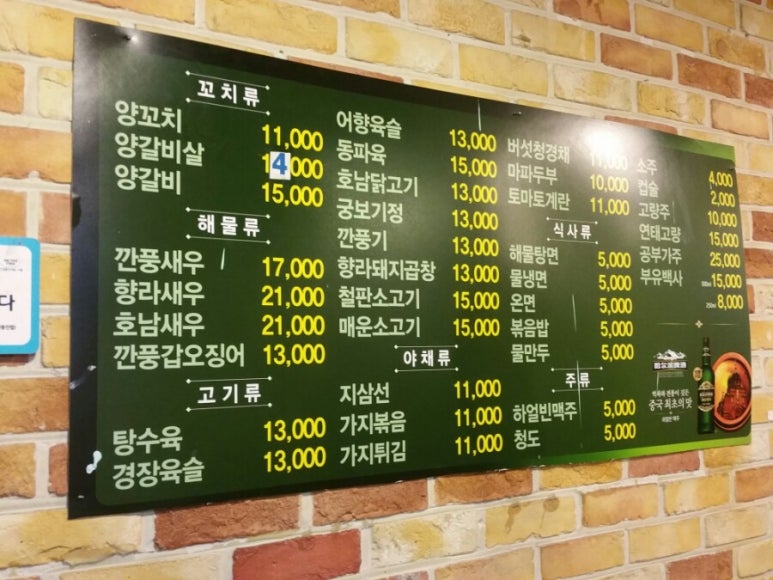 꼬치류
양꼬치 11,000
양갈비살 14,000
양갈비 15,000
해물류
깐풍새우 17,000
향라새우 21,000
호남새우 21,000
깐풍갑오징어 13,000
고기류
탕수육 13,000
경장육슬 13,000
어향육슬 13,000
동파육 15,000
호남닭고기 13,000
궁보기정 13,000
깐풍기 13,000
향라돼지곱창 13,000
철판소고기 15,000
매운소고기 15,000
야채류
지삼선 11,000
가지볶음 11,000
가지튀김 11,000
버섯청경채 11,000
마파두부 10,000
토마토계란 11,000
식사류
해물탕면 5,000
물냉면 5,000
온면 5,000
볶음밥 5,000
물만두 5,000
주류
하얼빈맥주 5,000
청도 5,000
소주 4,000
컵술 2,000
고량주 10,000
연태고량 15,000
공부가주 25,000
부유백사 500ml 15,000
250ml 8,000
중국 최초의 맛
하얼빈 맥주
다